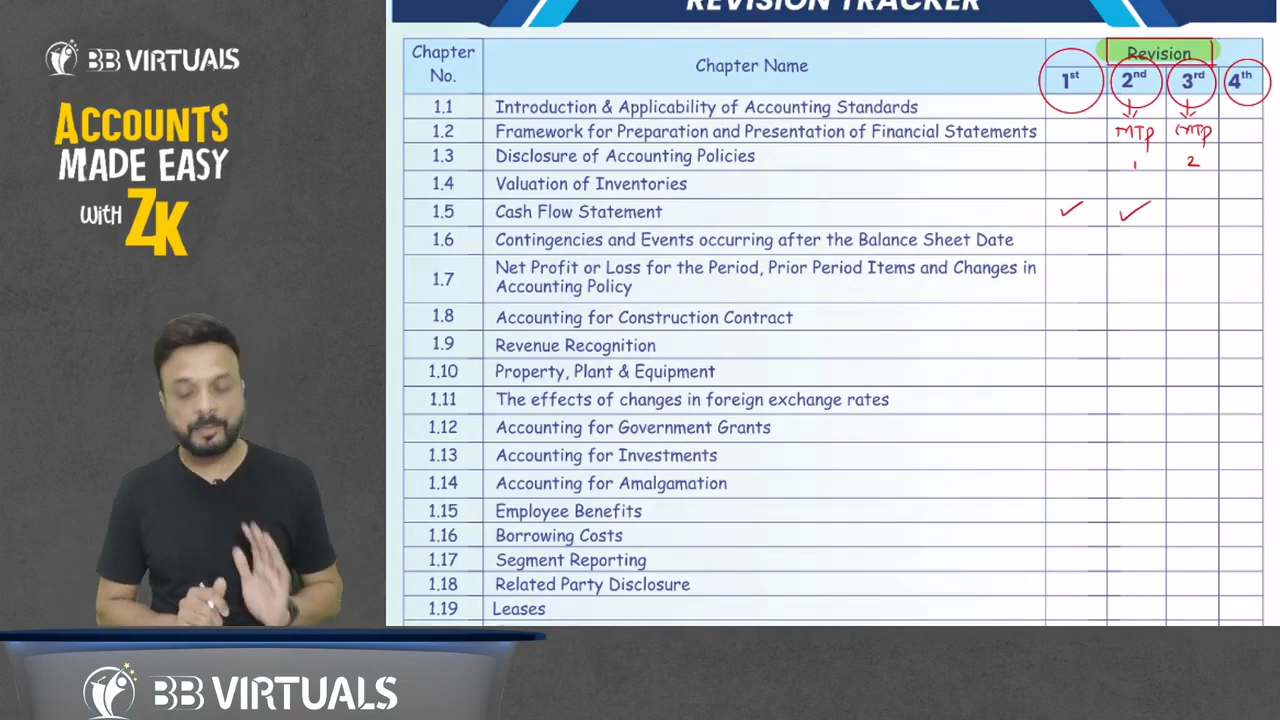 REVISION TRACKER
BB VIRTUALS
ACCOUNTS
MADE EASY
WITH ZK
Chapter No.
Chapter Name
Revision
1st 2nd 3rd 4th
1.1 Introduction & Applicability of Accounting Standards
1.2 Framework for Preparation and Presentation of Financial Statements MTP MTP
1.3 Disclosure of Accounting Policies 1 2
1.4 Valuation of Inventories
1.5 Cash Flow Statement ✓ ✓
1.6 Contingencies and Events occurring after the Balance Sheet Date
1.7 Net Profit or Loss for the Period, Prior Period Items and Changes in
Accounting Policy
1.8 Accounting for Construction Contract
1.9 Revenue Recognition
1.10 Property, Plant & Equipment
1.11 The effects of changes in foreign exchange rates
1.12 Accounting for Government Grants
1.13 Accounting for Investments
1.14 Accounting for Amalgamation
1.15 Employee Benefits
1.16 Borrowing Costs
1.17 Segment Reporting
1.18 Related Party Disclosure
1.19 Leases
BB VIRTUALS